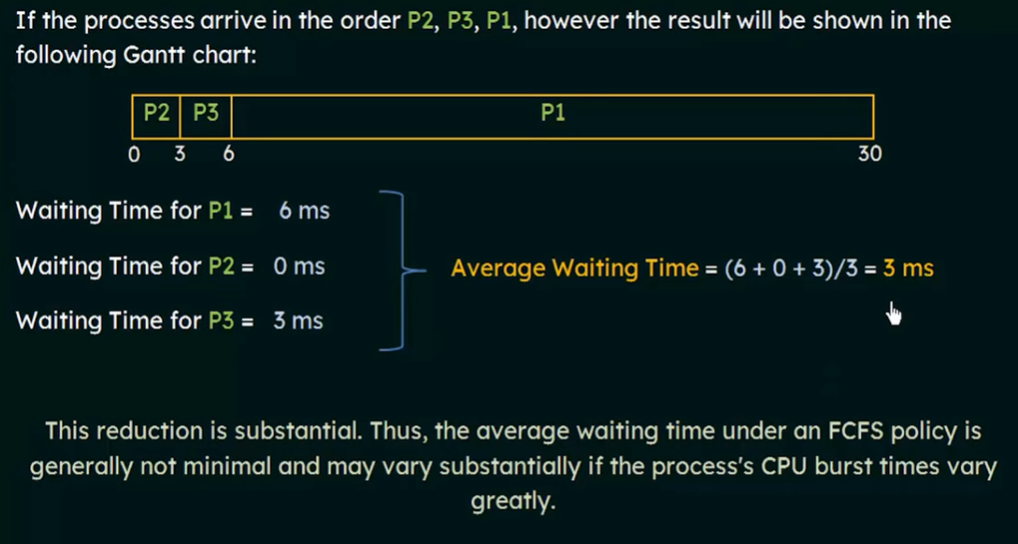 If the processes arrive in the order P2, P3, P1, however the result will be shown in the
following Gantt chart:
P2 P3 P1
0 3 6 30
Waiting Time for P1 = 6 ms
Waiting Time for P2 = 0 ms
Average Waiting Time = (6 + 0 + 3)/3 = 3 ms
Waiting Time for P3 = 3 ms
This reduction is substantial. Thus, the average waiting time under an FCFS policy is
generally not minimal and may vary substantially if the process's CPU burst times vary
greatly.